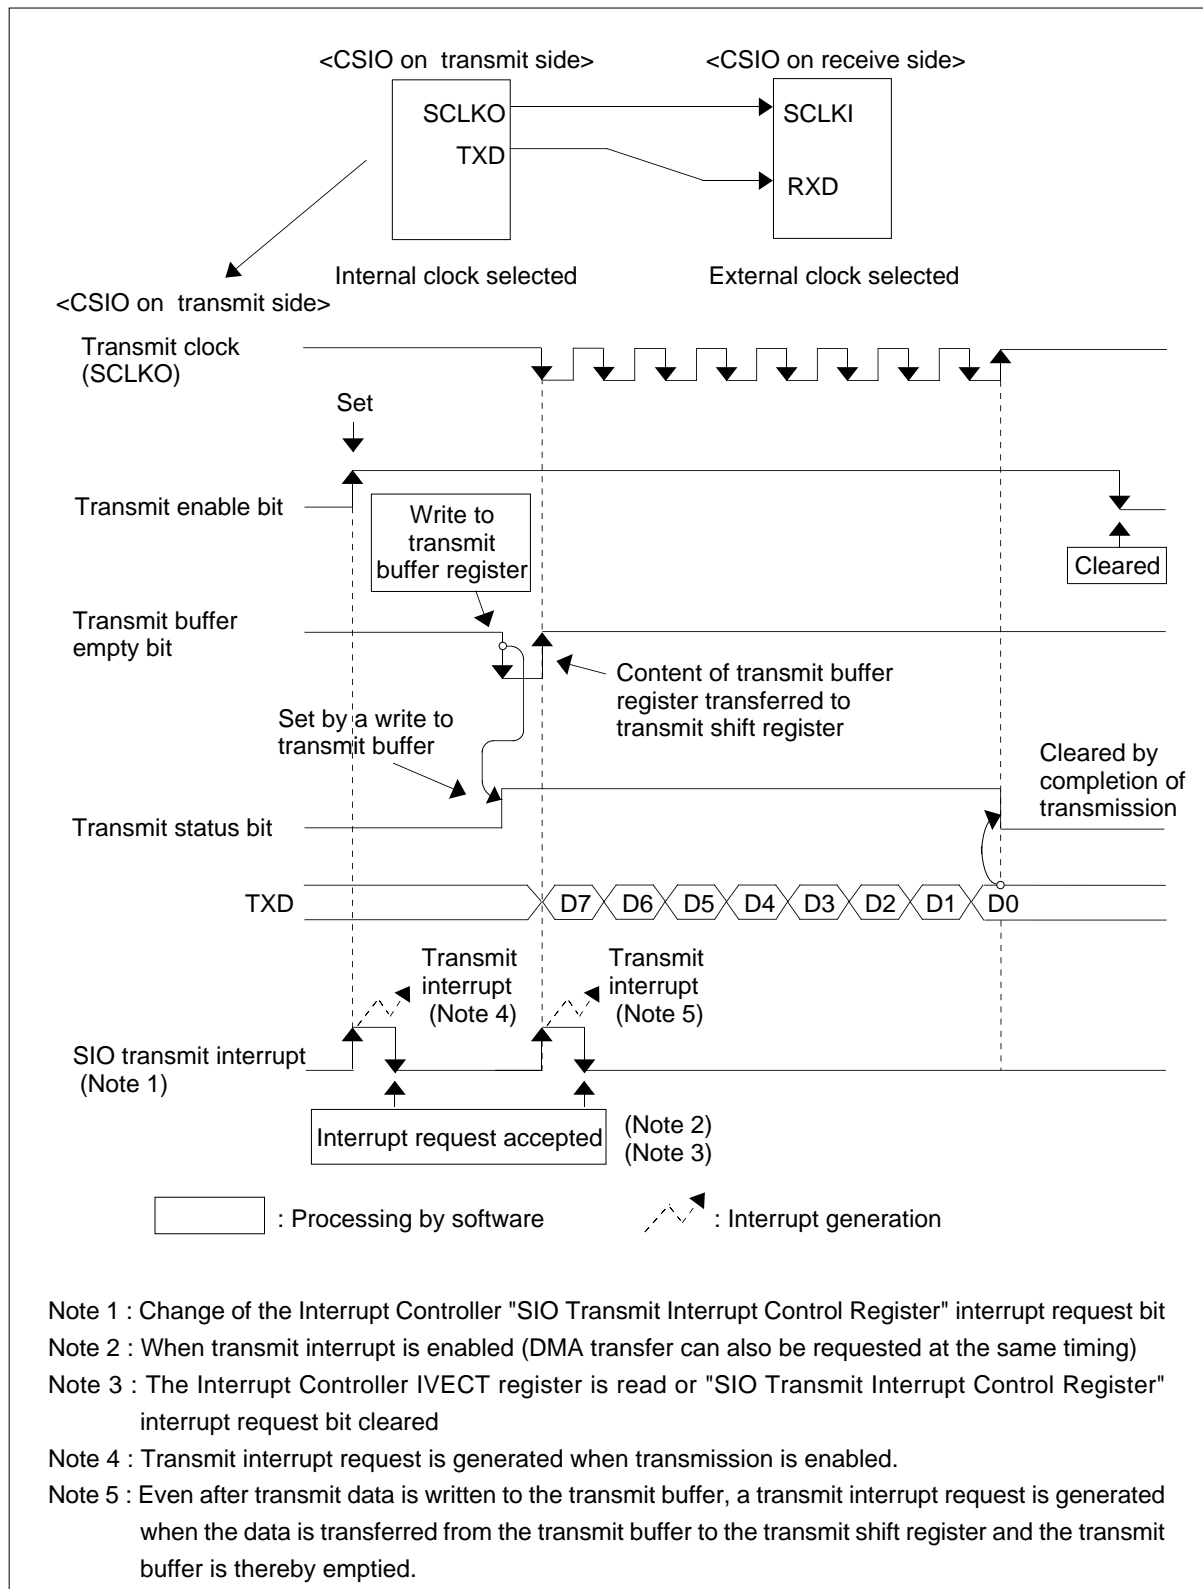 <CSIO on transmit side>
<CSIO on receive side>
SCLKO
SCLKI
TXD
RXD
Internal clock selected
External clock selected
<CSIO on transmit side>
Transmit clock
(SCLKO)
Set
Transmit enable bit
Write to
transmit
buffer register
Cleared
Transmit buffer
empty bit
Content of transmit buffer
register transferred to
transmit shift register
Set by a write to
transmit buffer
Cleared by
completion of
transmission
Transmit status bit
TXD
D7 D6 D5 D4 D3 D2 D1 D0
Transmit
interrupt
(Note 4)
Transmit
interrupt
(Note 5)
SIO transmit interrupt
(Note 1)
Interrupt request accepted
(Note 2)
(Note 3)
: Processing by software
: Interrupt generation
Note 1 : Change of the Interrupt Controller "SIO Transmit Interrupt Control Register" interrupt request bit
Note 2 : When transmit interrupt is enabled (DMA transfer can also be requested at the same timing)
Note 3 : The Interrupt Controller IVECT register is read or "SIO Transmit Interrupt Control Register"
interrupt request bit cleared
Note 4 : Transmit interrupt request is generated when transmission is enabled.
Note 5 : Even after transmit data is written to the transmit buffer, a transmit interrupt request is generated
when the data is transferred from the transmit buffer to the transmit shift register and the transmit
buffer is thereby emptied.